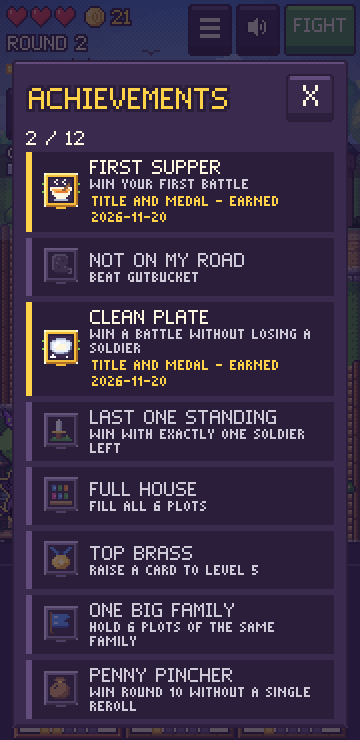 21
FIGHT
ROUND 2
ACHIEVEMENTS
X
2 / 12
FIRST SUPPER
WIN YOUR FIRST BATTLE
TITLE AND MEDAL - EARNED
2026-11-20
NOT ON MY ROAD
BEAT GUTBUCKET
CLEAN PLATE
WIN A BATTLE WITHOUT LOSING A
SOLDIER
TITLE AND MEDAL - EARNED
2026-11-20
LAST ONE STANDING
WIN WITH EXACTLY ONE SOLDIER
LEFT
FULL HOUSE
FILL ALL 6 PLOTS
TOP BRASS
RAISE A CARD TO LEVEL 5
ONE BIG FAMILY
HOLD 6 PLOTS OF THE SAME
FAMILY
PENNY PINCHER
WIN ROUND 10 WITHOUT A SINGLE
REROLL